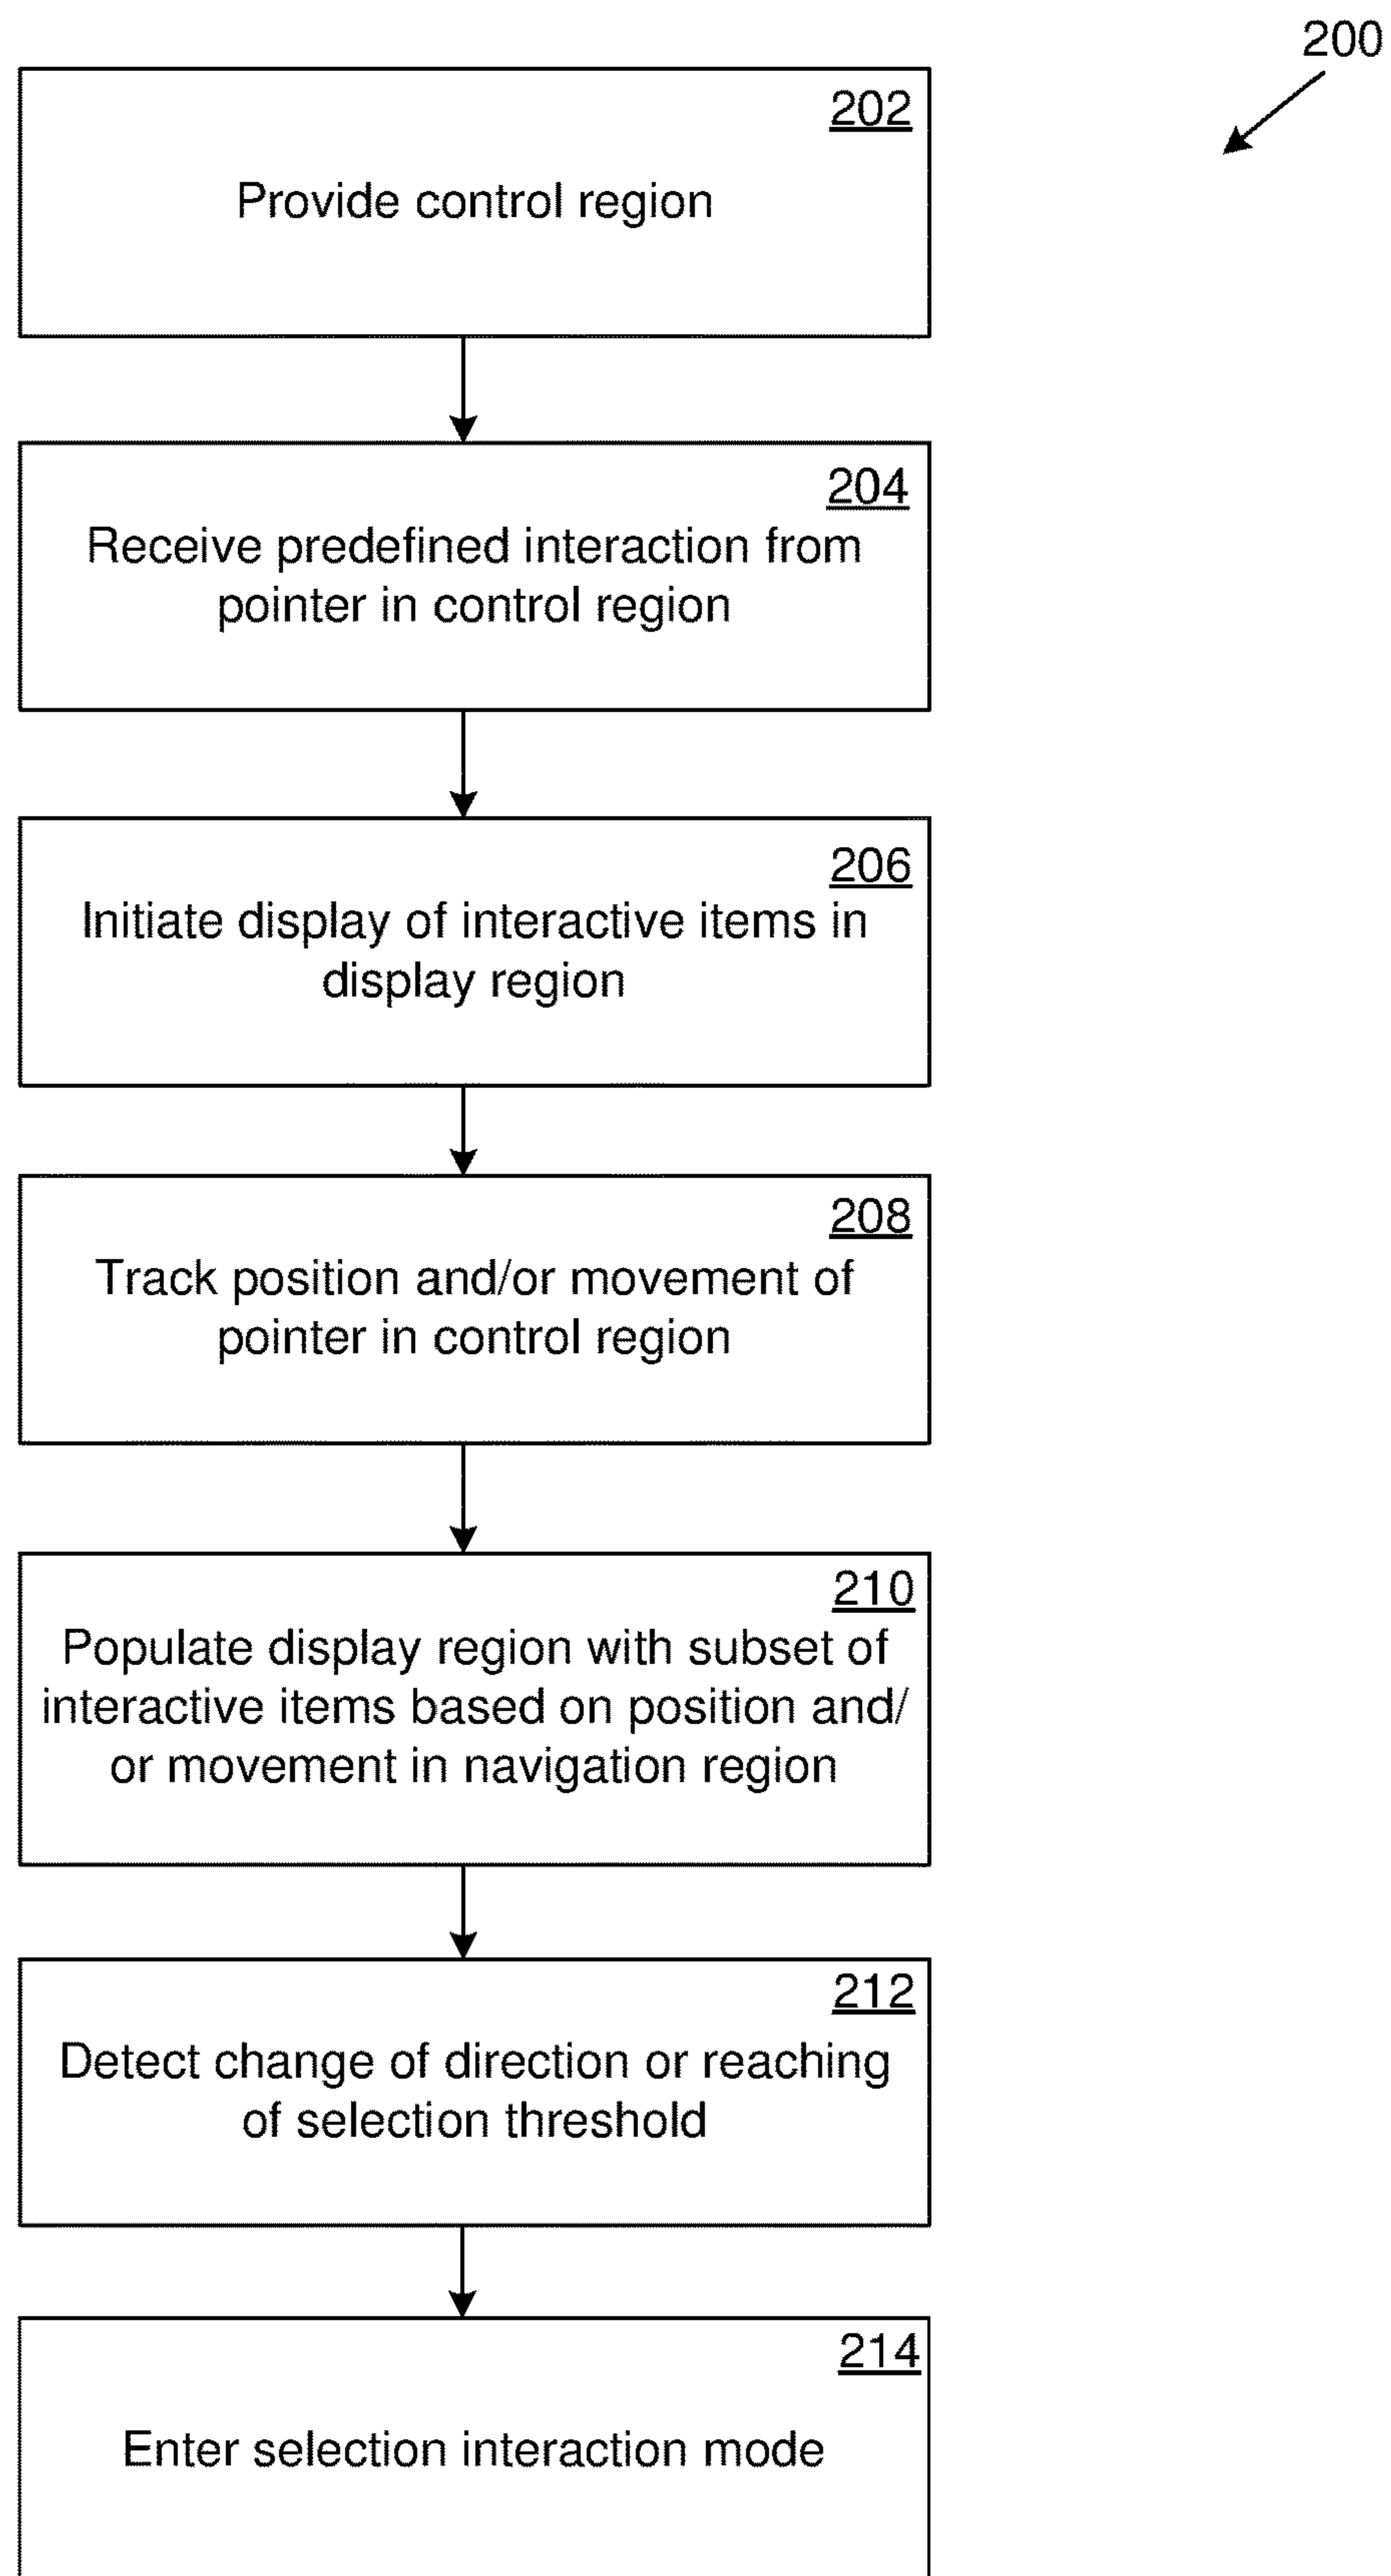 200
202
Provide control region
204
Receive predefined interaction from
pointer in control region
206
Initiate display of interactive items in
display region
208
Track position and/or movement of
pointer in control region
210
Populate display region with subset of
interactive items based on position and/
or movement in navigation region
212
Detect change of direction or reaching
of selection threshold
214
Enter selection interaction mode